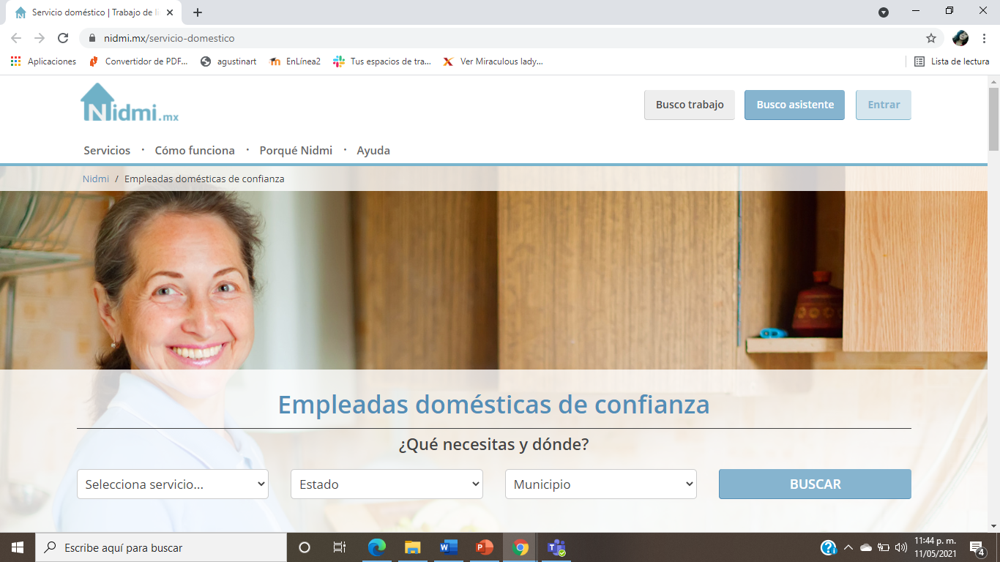 Servicio doméstico | Trabajo de li
nidmi.mx/servicio-domestico
Aplicaciones Convertidor de PDF... agustinart EnLínea2 Tus espacios de tra... Ver Miraculous lady... Lista de lectura
Nidmi.mx
Busco trabajo Busco asistente Entrar
Servicios · Cómo funciona · Porqué Nidmi · Ayuda
Nidmi / Empleadas domésticas de confianza
Empleadas domésticas de confianza
¿Qué necesitas y dónde?
Selecciona servicio... Estado Municipio BUSCAR
Escribe aquí para buscar
11:44 p. m.
11/05/2021
4